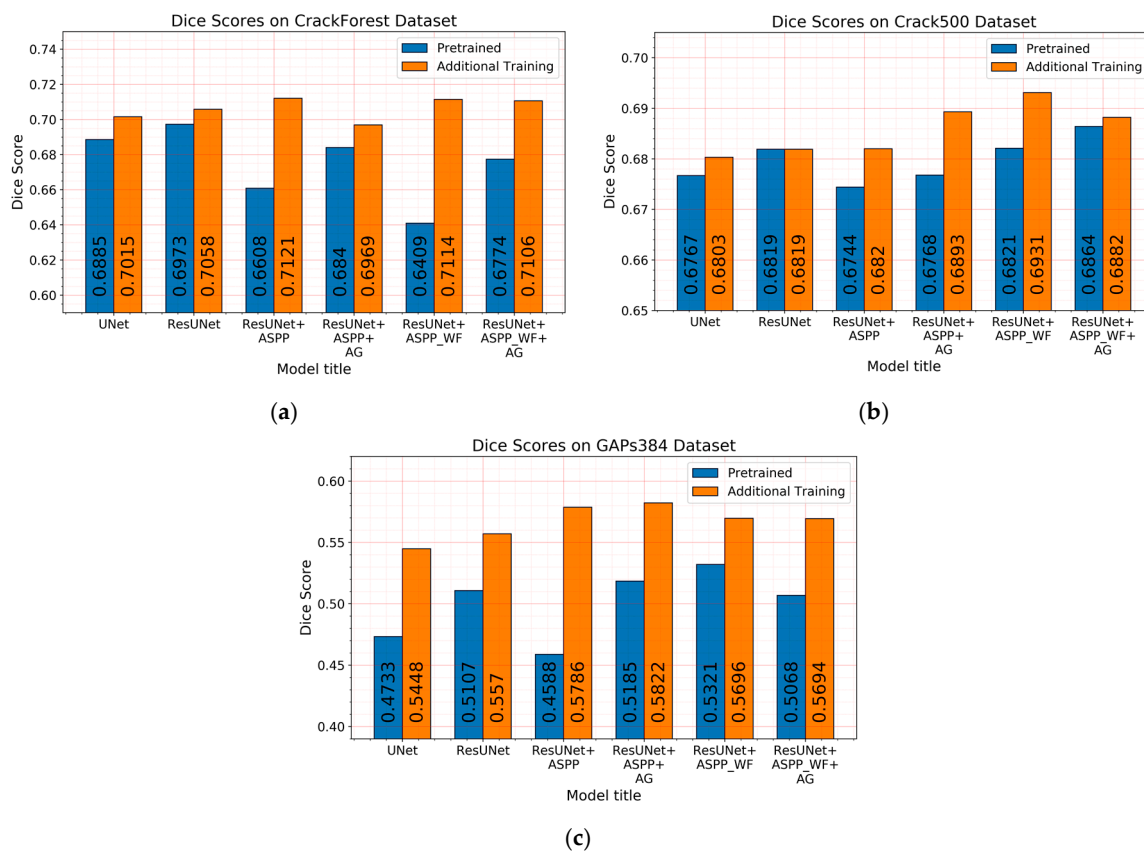 Dice Scores on CrackForest Dataset
Dice Score
0.74
0.72
0.70
0.68
0.66
0.64
0.62
0.60
Pretrained
Additional Training
0.6885
0.7015
0.6973
0.7058
0.6608
0.7121
0.684
0.6969
0.6409
0.7114
0.6774
0.7106
UNet
ResUNet
ResUNet+
ASPP
ResUNet+
ASPP+
AG
ResUNet+
ASPP_WF
ResUNet+
ASPP_WF+
AG
Model title
(a)
Dice Scores on Crack500 Dataset
Dice Score
0.70
0.69
0.68
0.67
0.66
0.65
Pretrained
Additional Training
0.6767
0.6803
0.6819
0.6819
0.6744
0.682
0.6768
0.6893
0.6821
0.6931
0.6864
0.6882
UNet
ResUNet
ResUNet+
ASPP
ResUNet+
ASPP+
AG
ResUNet+
ASPP_WF
ResUNet+
ASPP_WF+
AG
Model title
(b)
Dice Scores on GAPs384 Dataset
Dice Score
0.60
0.55
0.50
0.45
0.40
Pretrained
Additional Training
0.4733
0.5448
0.5107
0.557
0.4588
0.5786
0.5185
0.5822
0.5321
0.5696
0.5068
0.5694
UNet
ResUNet
ResUNet+
ASPP
ResUNet+
ASPP+
AG
ResUNet+
ASPP_WF
ResUNet+
ASPP_WF+
AG
Model title
(c)